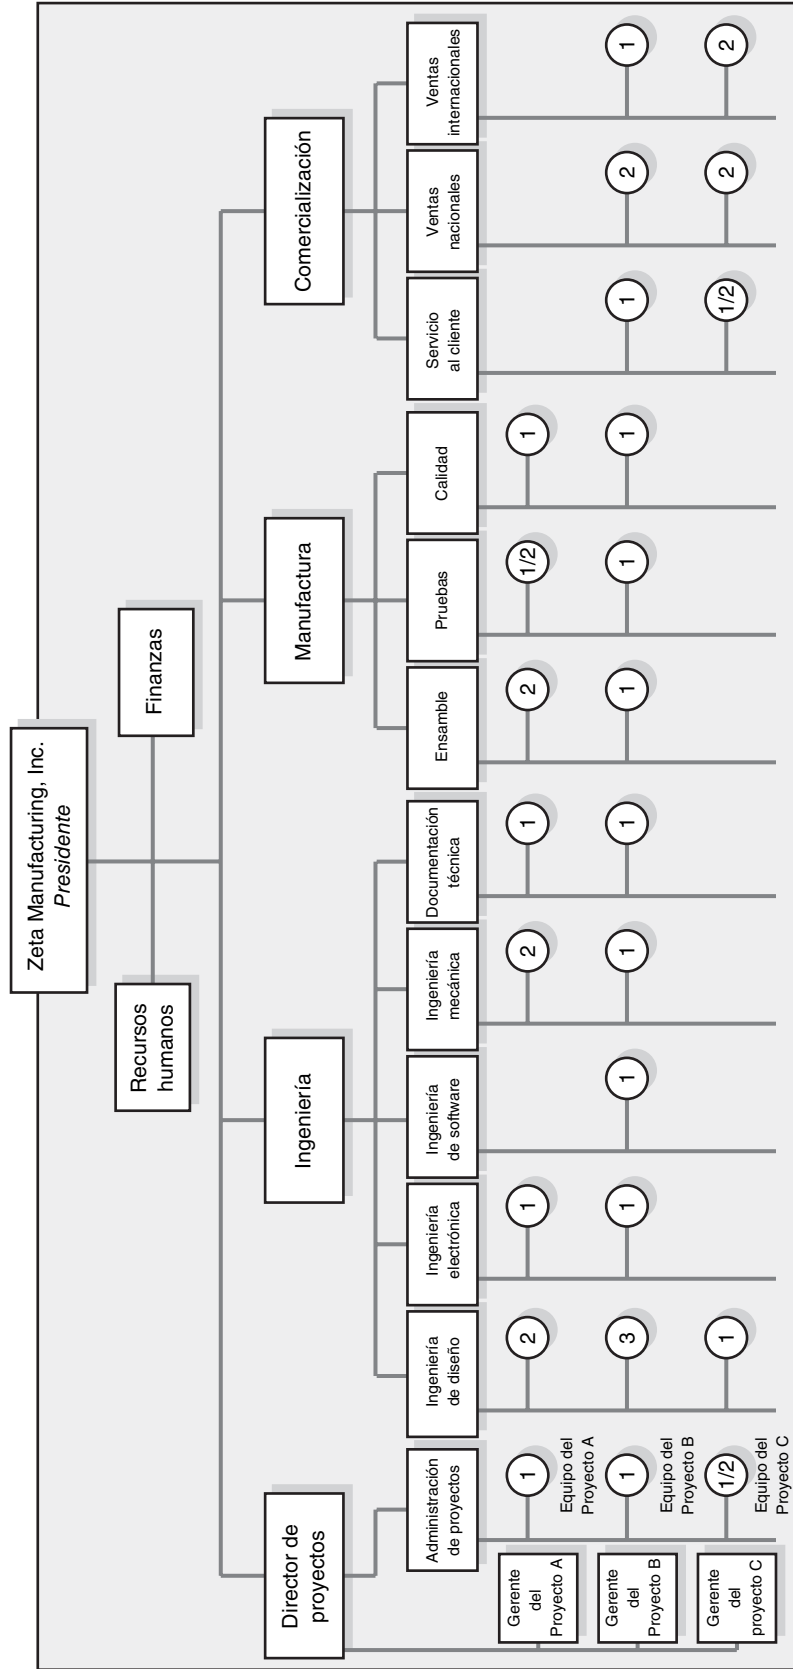 Zeta Manufacturing, Inc.
Presidente
Recursos
humanos
Finanzas
Director de
proyectos
Ingeniería
Manufactura
Comercialización
Administración
de proyectos
Ingeniería
de diseño
Ingeniería
electrónica
Ingeniería
de software
Ingeniería
mecánica
Documentación
técnica
Ensamble
Pruebas
Calidad
Servicio
al cliente
Ventas
nacionales
Ventas
internacionales
Gerente
del
Proyecto A
1
Equipo del
Proyecto A
2
1
2
1
2
1/2
1
Gerente
del
Proyecto B
1
Equipo del
Proyecto B
3
1
1
1
1
1
1
1
1
2
1
Gerente
del
proyecto C
1/2
Equipo del
Proyecto C
1
1/2
2
2